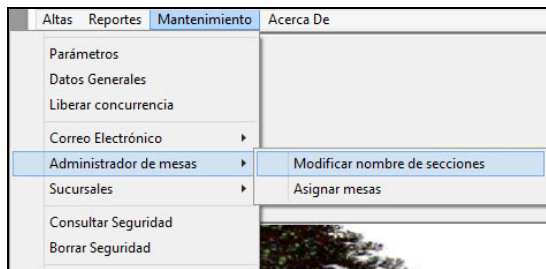 Altas Reportes Mantenimiento Acerca De
Parámetros
Datos Generales
Liberar concurrencia
Correo Electrónico
Administrador de mesas
Modificar nombre de secciones
Sucursales
Asignar mesas
Consultar Seguridad
Borrar Seguridad